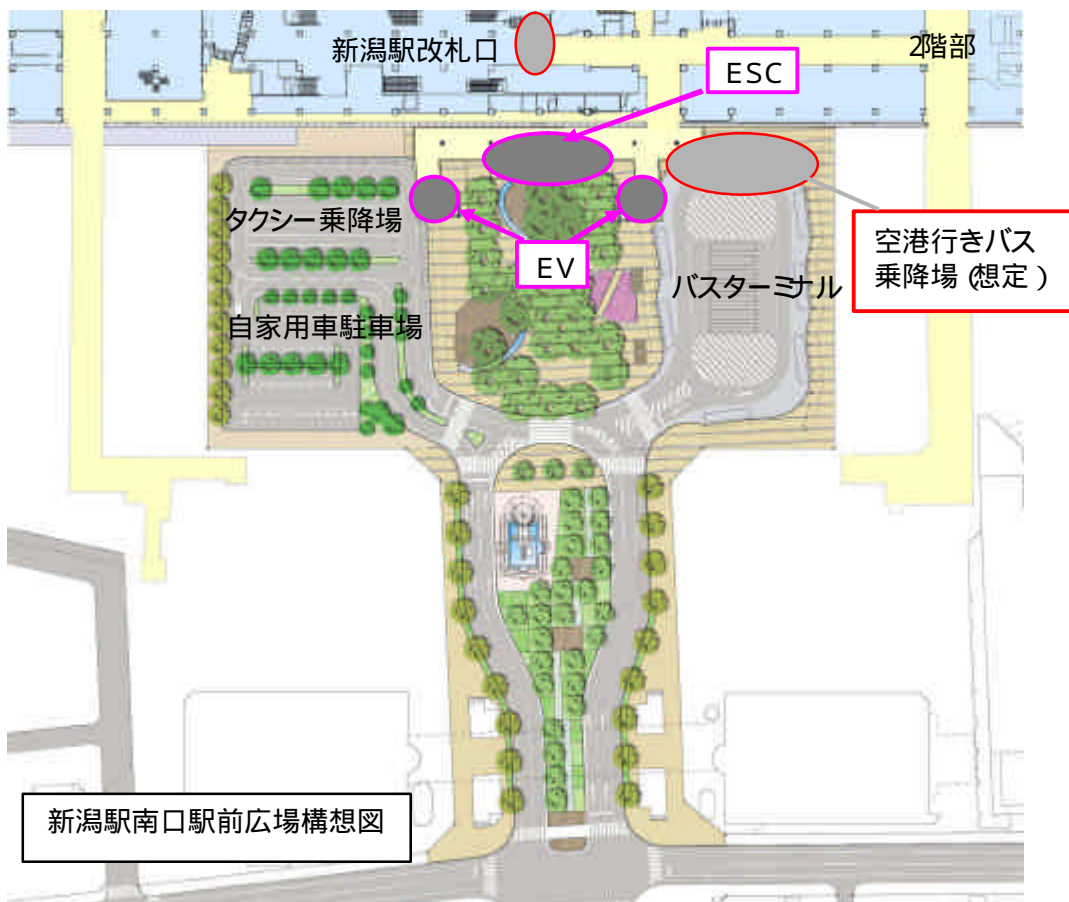 新潟駅改札口
2階部
ESC
タクシー乗降場
EV
空港行きバス
乗降場(想定)
バスターミナル
自家用車駐車場
新潟駅南口駅前広場構想図